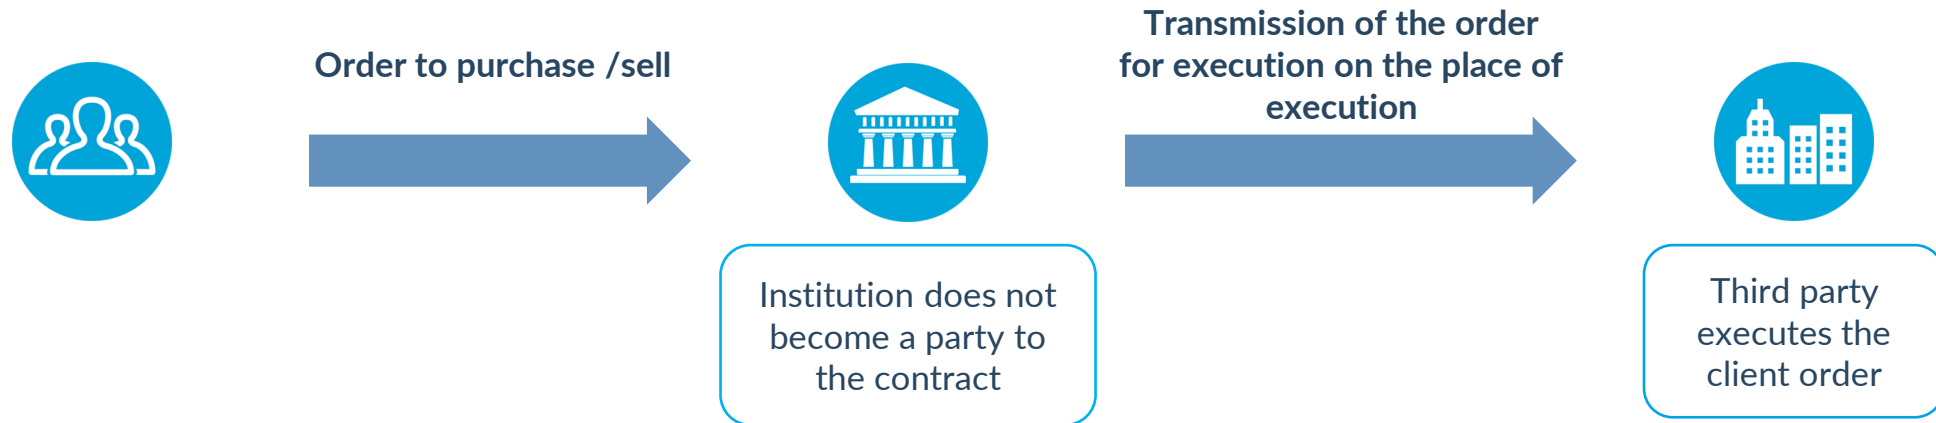 Order to purchase /sell
Transmission of the order
for execution on the place of
execution
Institution does not
become a party to
the contract
Third party
executes the
client order